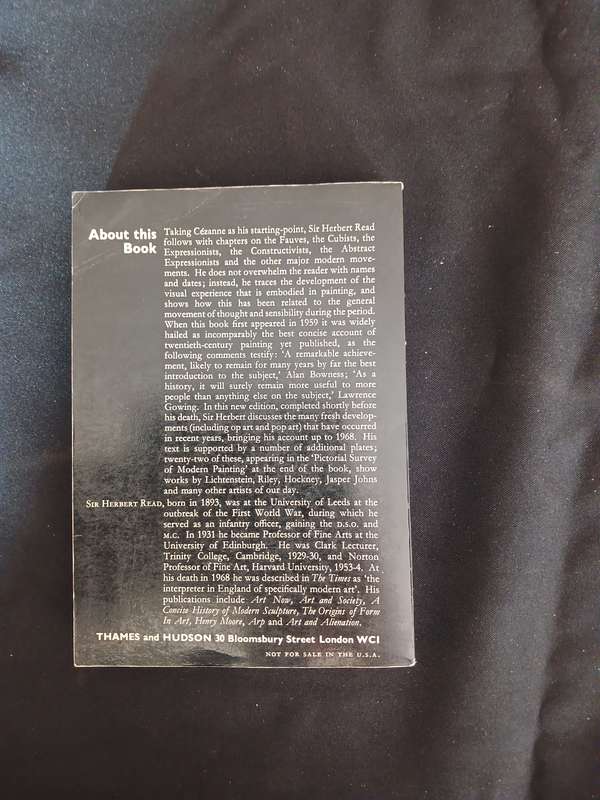 About this
Book
Taking Cézanne as his starting-point, Sir Herbert Read
follows with chapters on the Fauves, the Cubists, the
Expressionists, the Constructivists, the Abstract
Expressionists and the other major modern move-
ments. He does not overwhelm the reader with names
and dates; instead, he traces the development of the
visual experience that is embodied in painting, and
shows how this has been related to the general
movement of thought and sensibility during the period.
When this book first appeared in 1959 it was widely
hailed as incomparably the best concise account of
twentieth-century painting yet published, as the
following comments testify: ‘A remarkable achieve-
ment, likely to remain for many years by far the best
introduction to the subject,’ Alan Bowness; ‘As a
history, it will surely remain more useful to more
people than anything else on the subject,’ Lawrence
Gowing. In this new edition, completed shortly before
his death, Sir Herbert discusses the many fresh develop-
ments (including op art and pop art) that have occurred
in recent years, bringing his account up to 1968. His
text is supported by a number of additional plates;
twenty-two of these, appearing in the ‘Pictorial Survey
of Modern Painting’ at the end of the book, show
works by Lichtenstein, Riley, Hockney, Jasper Johns
and many other artists of our day.
SIR HERBERT READ, born in 1893, was at the University of Leeds at the
outbreak of the First World War, during which he
served as an infantry officer, gaining the D.S.O. and
M.C. In 1931 he became Professor of Fine Arts at the
University of Edinburgh. He was Clark Lecturer,
Trinity College, Cambridge, 1929-30, and Norton
Professor of Fine Art, Harvard University, 1953-4. At
his death in 1968 he was described in The Times as ‘the
interpreter in England of specifically modern art’. His
publications include Art Now, Art and Society, A
Concise History of Modern Sculpture, The Origins of Form
In Art, Henry Moore, Arp and Art and Alienation.
THAMES and HUDSON 30 Bloomsbury Street London WC1
NOT FOR SALE IN THE U.S.A.